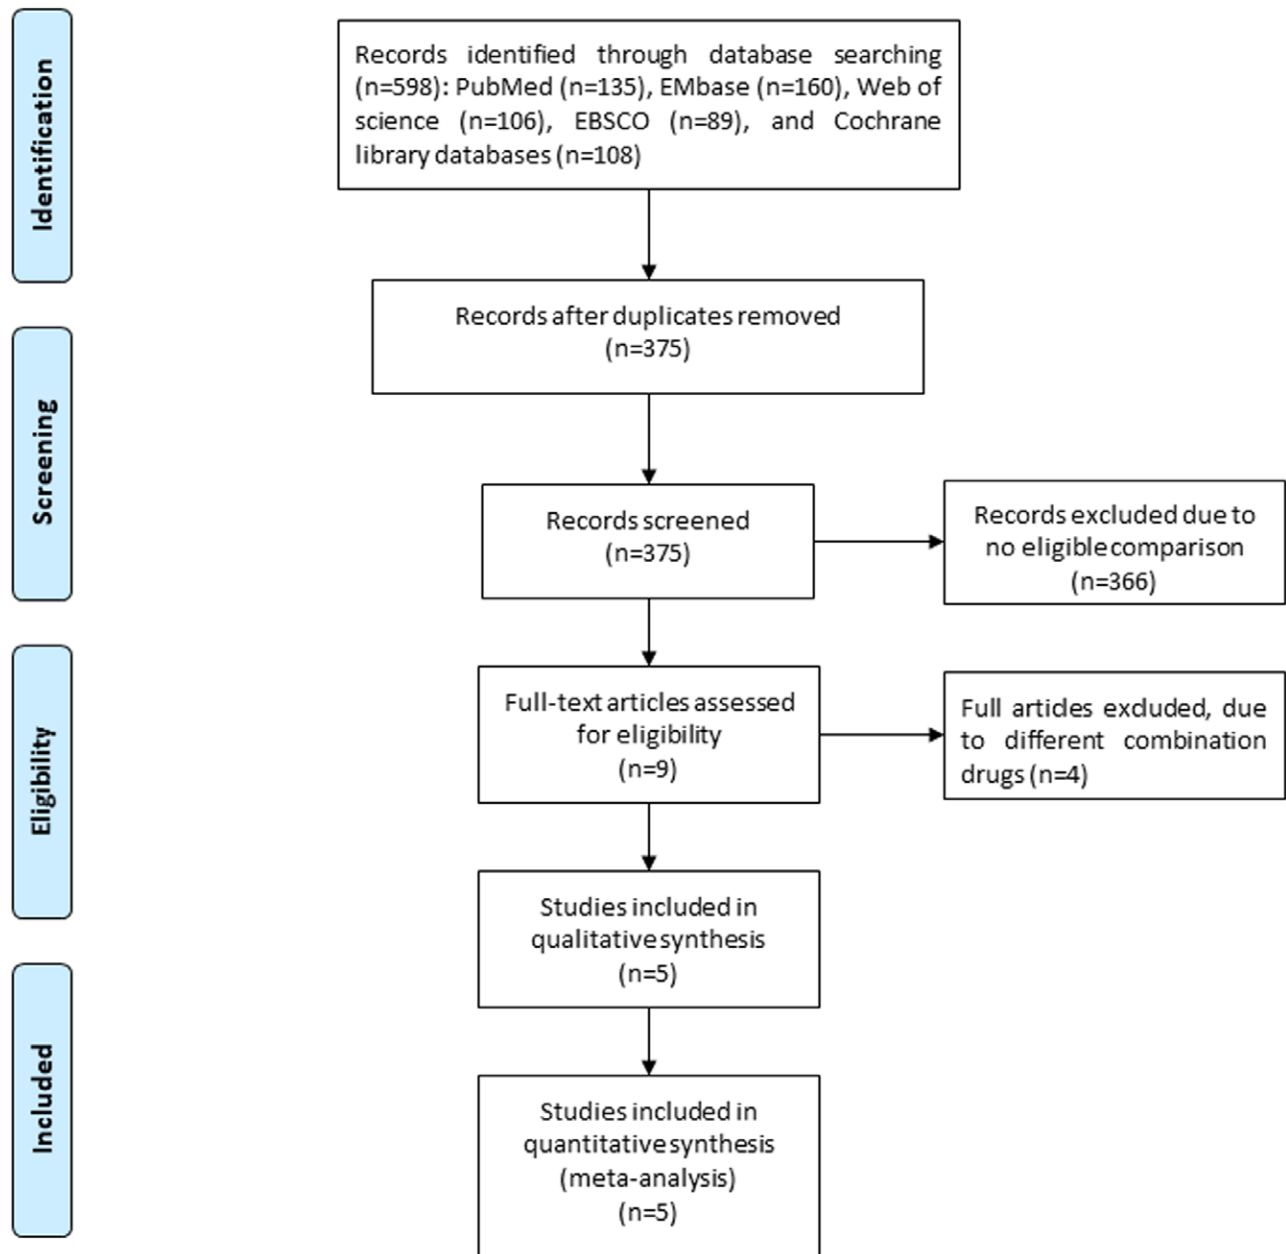 Identification
Records identified through database searching
(n=598): PubMed (n=135), EMbase (n=160), Web of
science (n=106), EBSCO (n=89), and Cochrane
library databases (n=108)
Records after duplicates removed
(n=375)
Screening
Records screened
(n=375)
Records excluded due to
no eligible comparison
(n=366)
Eligibility
Full-text articles assessed
for eligibility
(n=9)
Full articles excluded, due
to different combination
drugs (n=4)
Studies included in
qualitative synthesis
(n=5)
Included
Studies included in
quantitative synthesis
(meta-analysis)
(n=5)